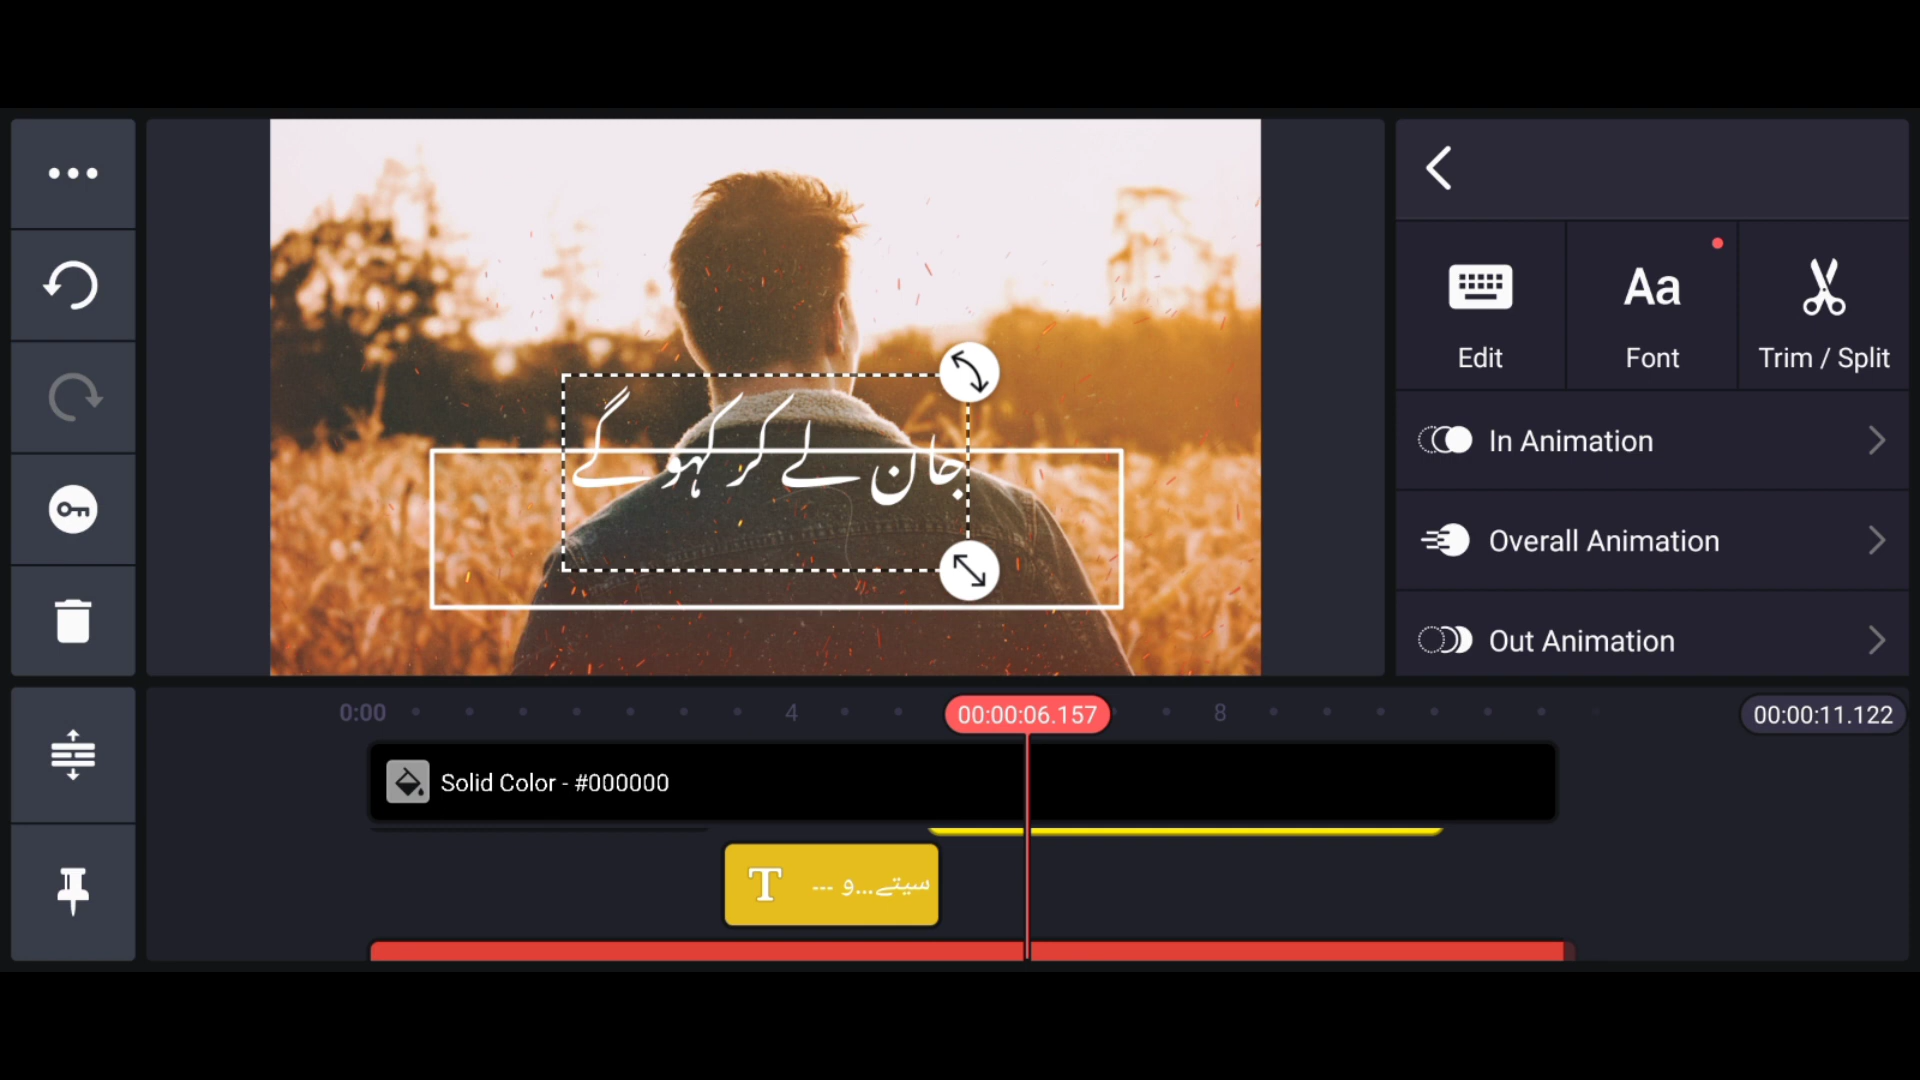 جان لے کر کہو گے
Edit
Font
Trim / Split
In Animation
Overall Animation
Out Animation
0:00
4
00:00:06.157
8
00:00:11.122
Solid Color - #000000
T
سیتے...و ---
Aa